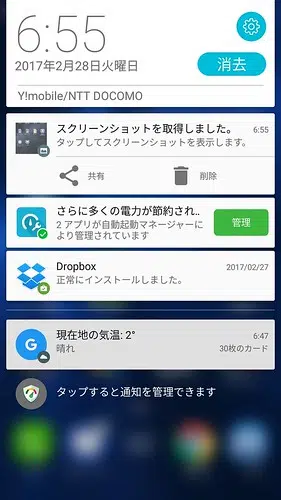 6:55
2017年2月28日火曜日
消去
Y!mobile/NTT DOCOMO
スクリーンショットを取得しました。 6:55
タップしてスクリーンショットを表示します。
共有 削除
さらに多くの電力が節約され..
2 アプリが自動起動マネージャーに
より管理されています
管理
Dropbox 2017/02/27
正常にインストールしました。
G
現在地の気温: 2° 6:47
晴れ 30枚のカード
タップすると通知を管理できます